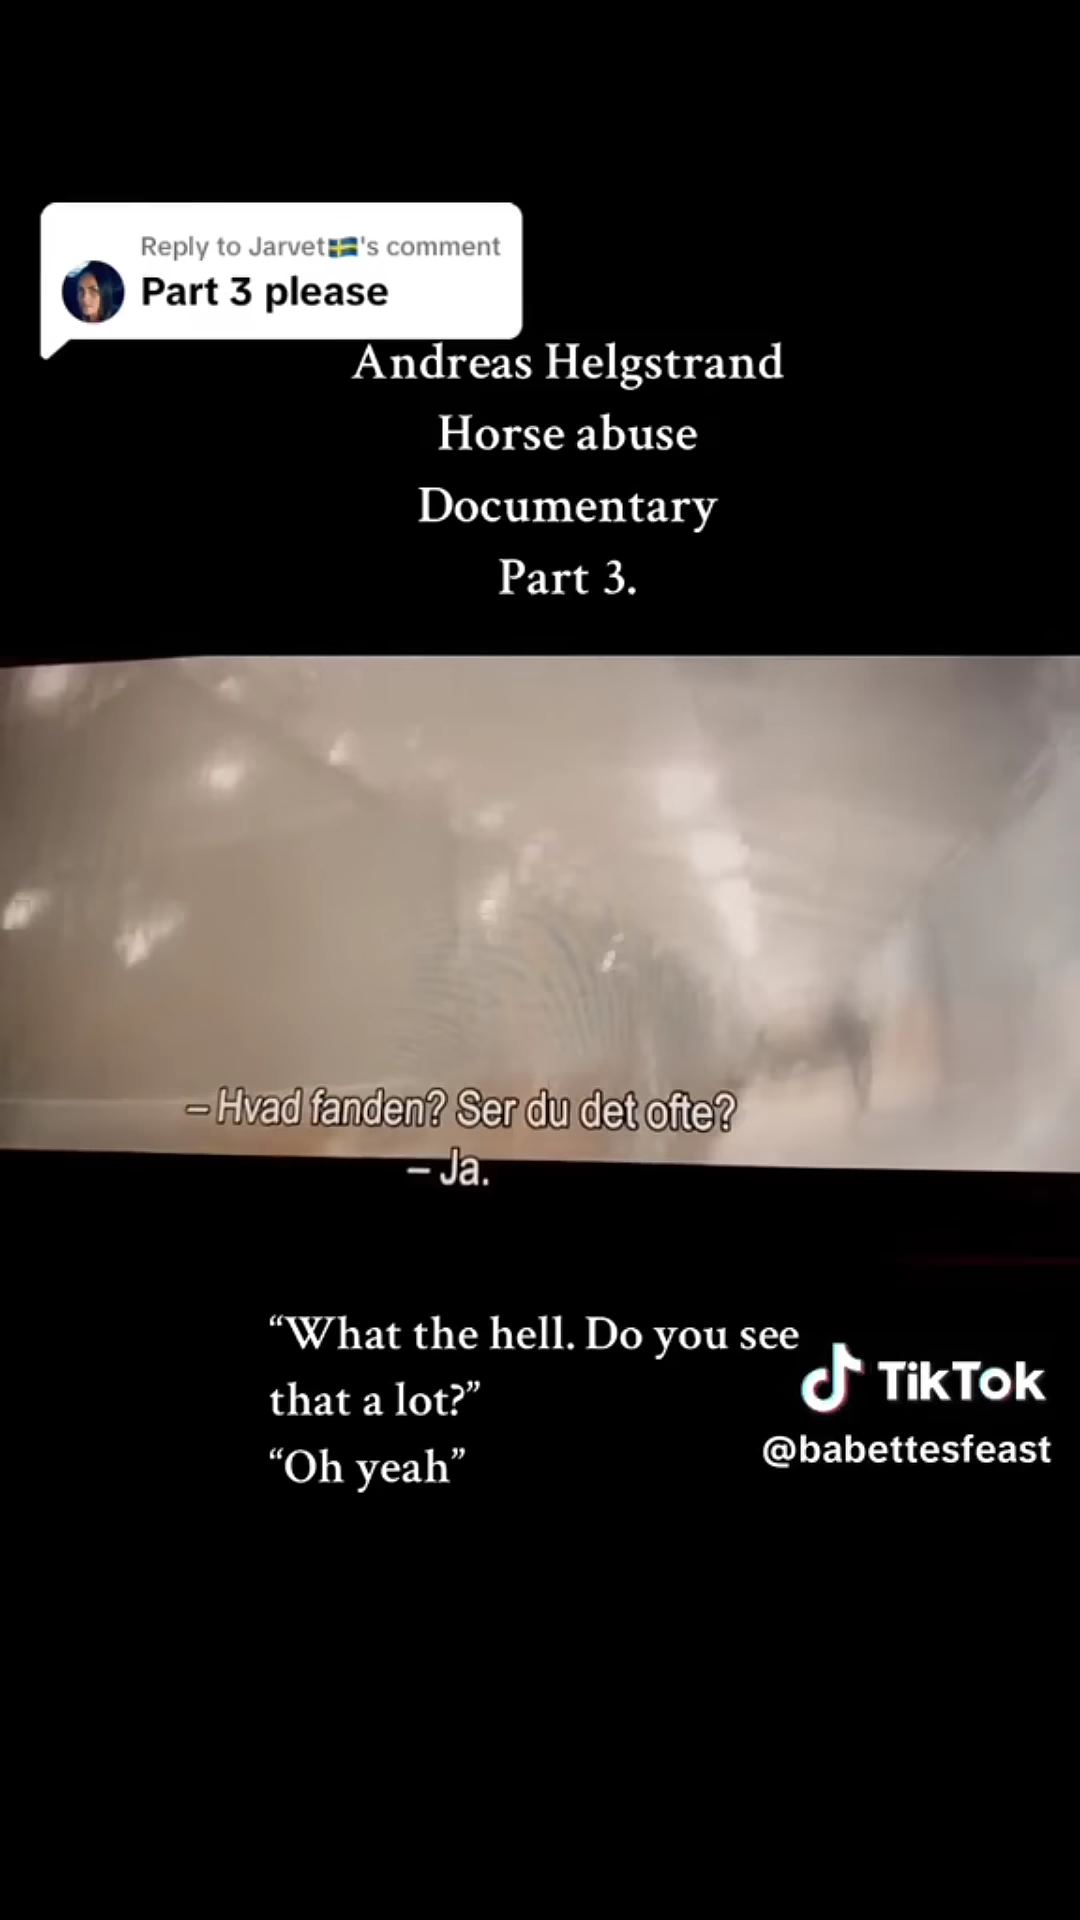 Reply to Jarvet🇸🇪's comment
Part 3 please
Andreas Helgstrand
Horse abuse
Documentary
Part 3.
– Hvad fanden? Ser du det ofte?
– Ja.
“What the hell. Do you see
that a lot?”
“Oh yeah”
TikTok
@babettesfeast